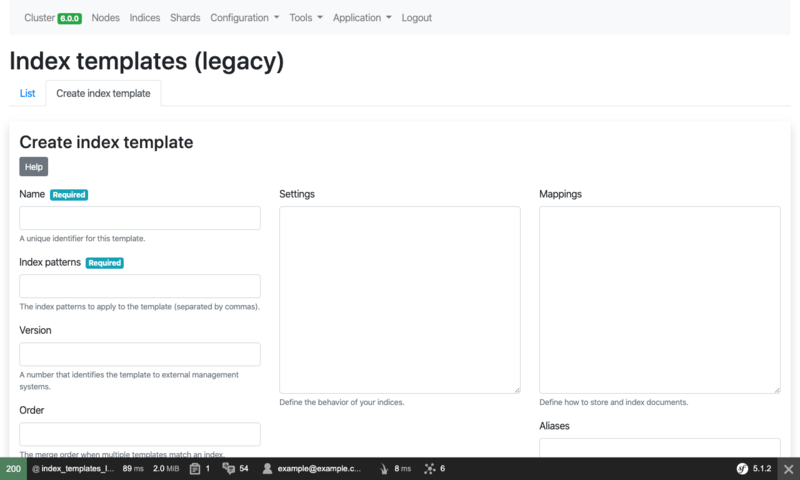 Cluster 6.0.0 Nodes Indices Shards Configuration Tools Application Logout
Index templates (legacy)
List Create index template
Create index template
Help
Name Required
A unique identifier for this template.
Index patterns Required
The index patterns to apply to the template (separated by commas).
Version
A number that identifies the template to external management
systems.
Order
The merge order when multiple templates match an index.
Settings
Define the behavior of your indices.
Mappings
Define how to store and index documents.
Aliases
200 @ index_templates_l... 89 ms 2.0 MiB 1 54 example@example.c... 8 ms 6 sf 5.1.2